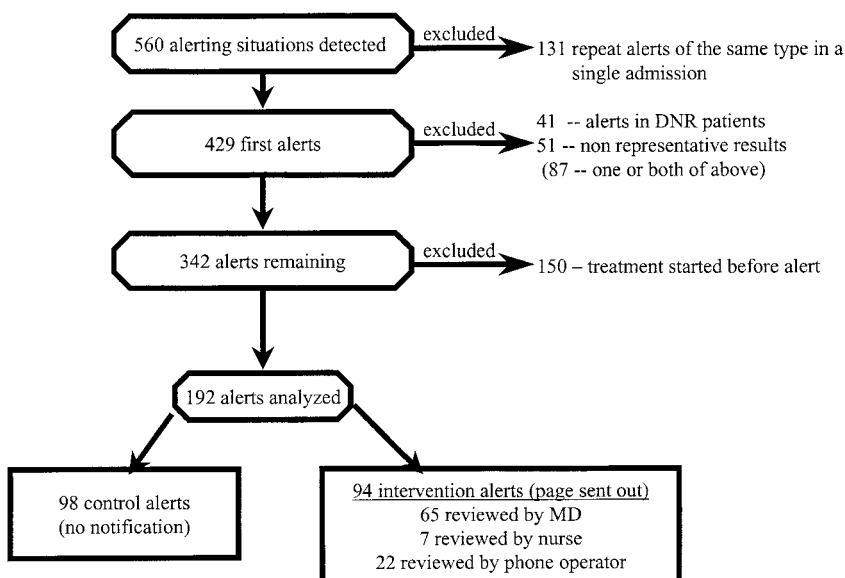 560 alerting situations detected
excluded
131 repeat alerts of the same type in a
single admission
429 first alerts
excluded
41 -- alerts in DNR patients
51 -- non representative results
(87 -- one or both of above)
342 alerts remaining
excluded
150 – treatment started before alert
192 alerts analyzed
98 control alerts
(no notification)
94 intervention alerts (page sent out)
65 reviewed by MD
7 reviewed by nurse
22 reviewed by phone operator